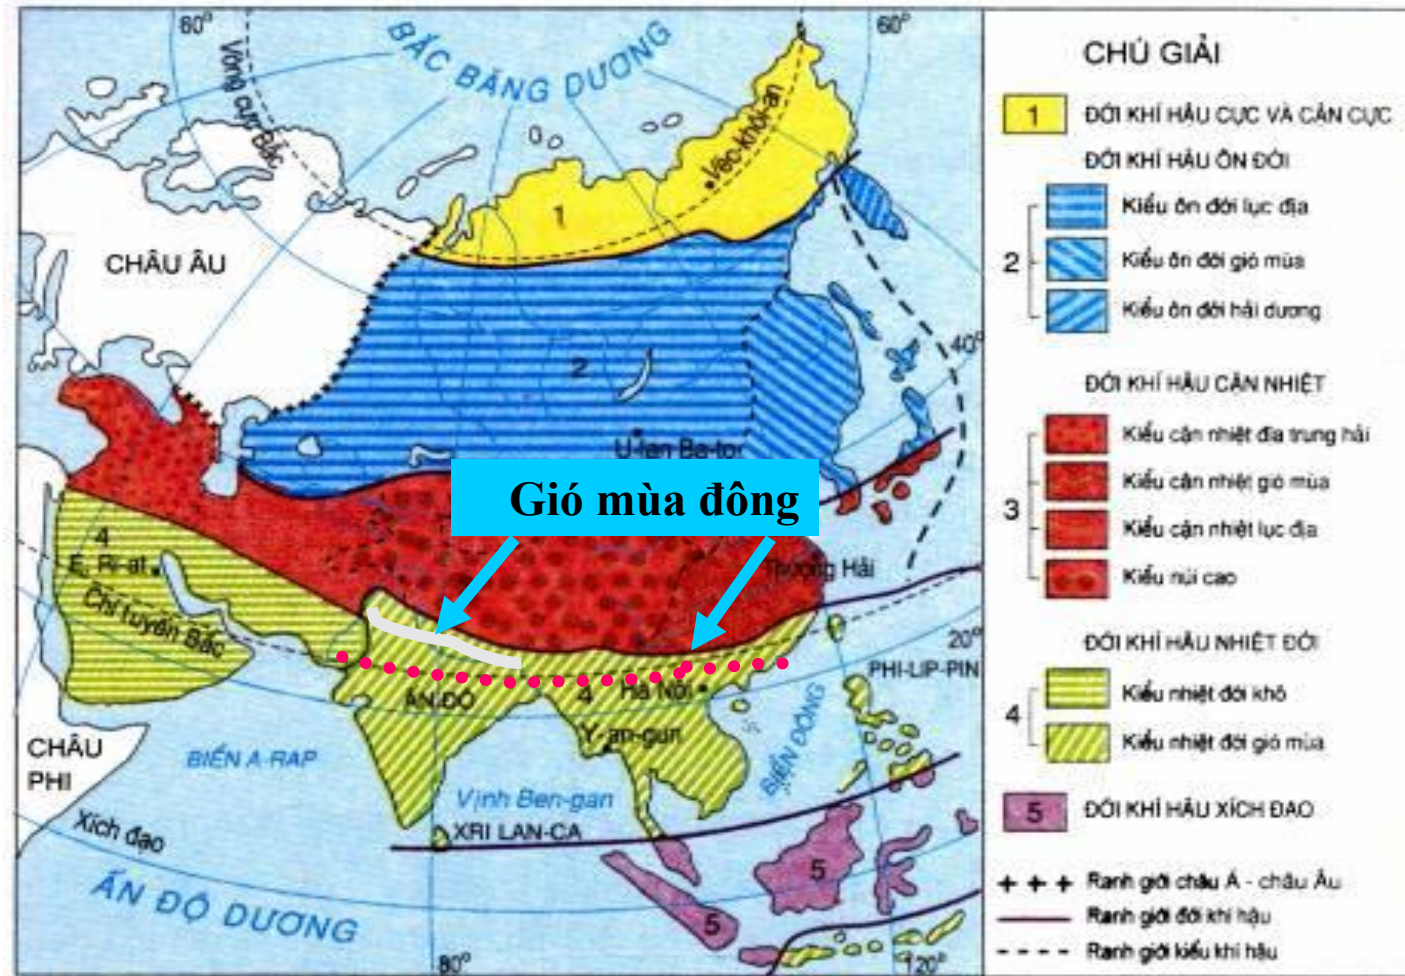 60°
60°
BẮC BĂNG DƯƠNG
Vòng cực Bắc
Vec-khôi-an
1
CHÂU ÂU
2
40°
U-lan Ba-to
Gió mùa đông
Thượng Hải
4
E. Ri-at
Chí tuyến Bắc
20°
PHI-LIP-PIN
ẤN ĐỘ
4
Hà Nội
Y-an-gun
CHÂU
PHI
BIỂN A-RAP
BIỂN ĐÔNG
Vịnh Ben-gan
XRI LAN-CA
Xích đạo
5
5
ẤN ĐỘ DƯƠNG
80°
120°
CHÚ GIẢI
1 ĐỚI KHÍ HẬU CỰC VÀ CẬN CỰC
ĐỚI KHÍ HẬU ÔN ĐỚI
Kiểu ôn đới lục địa
2 Kiểu ôn đới gió mùa
Kiểu ôn đới hải dương
ĐỚI KHÍ HẬU CẬN NHIỆT
Kiểu cận nhiệt địa trung hải
Kiểu cận nhiệt gió mùa
3
Kiểu cận nhiệt lục địa
Kiểu núi cao
ĐỚI KHÍ HẬU NHIỆT ĐỚI
Kiểu nhiệt đới khô
4
Kiểu nhiệt đới gió mùa
5 ĐỚI KHÍ HẬU XÍCH ĐẠO
Ranh giới châu Á - châu Âu
Ranh giới đới khí hậu
Ranh giới kiểu khí hậu